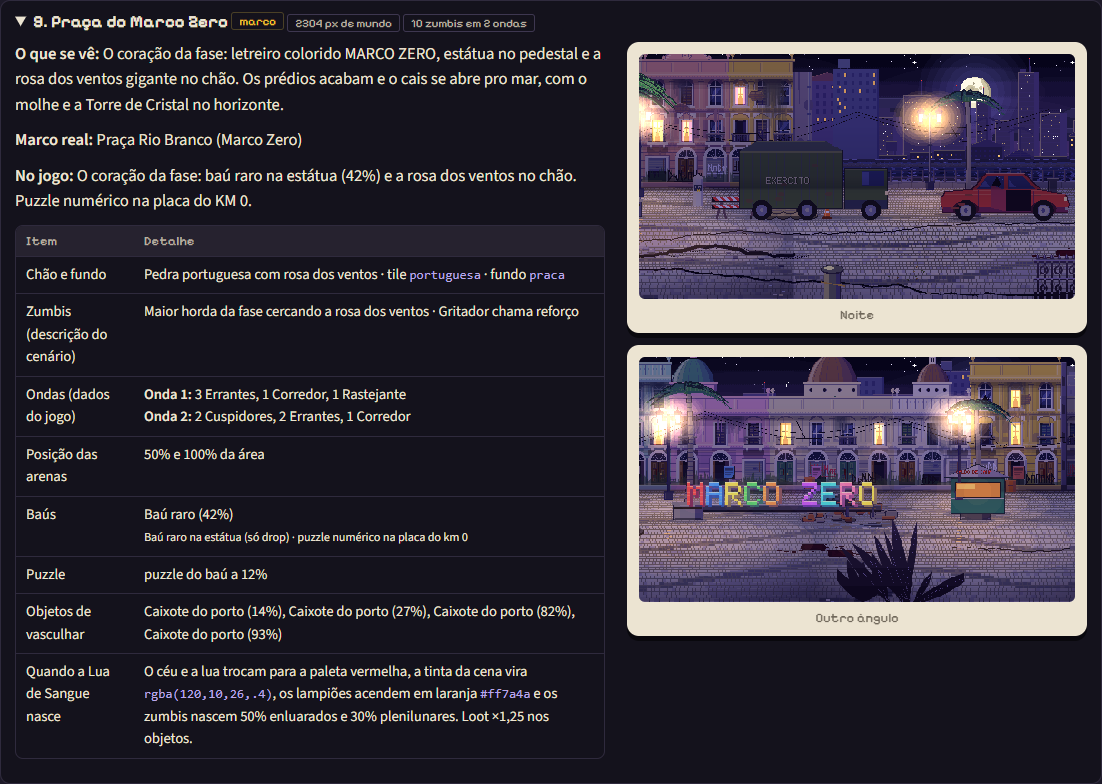 ▼ 9. Praça do Marco Zero marco 2304 px de mundo 10 zumbis em 2 ondas
O que se vê: O coração da fase: letreiro colorido MARCO ZERO, estátua no pedestal e a
rosa dos ventos gigante no chão. Os prédios acabam e o cais se abre pro mar, com o
molhe e a Torre de Cristal no horizonte.
Marco real: Praça Rio Branco (Marco Zero)
No jogo: O coração da fase: baú raro na estátua (42%) e a rosa dos ventos no chão.
Puzzle numérico na placa do KM 0.
Item Detalhe
Chão e fundo Pedra portuguesa com rosa dos ventos · tile portuguesa · fundo praca
Zumbis Maior horda da fase cercando a rosa dos ventos · Gritador chama reforço
(descrição do
cenário)
Ondas (dados Onda 1: 3 Errantes, 1 Corredor, 1 Rastejante
do jogo) Onda 2: 2 Cuspidores, 2 Errantes, 1 Corredor
Posição das 50% e 100% da área
arenas
Baús Baú raro (42%)
Baú raro na estátua (só drop) · puzzle numérico na placa do km 0
Puzzle puzzle do baú a 12%
Objetos de Caixote do porto (14%), Caixote do porto (27%), Caixote do porto (82%),
vasculhar Caixote do porto (93%)
Quando a Lua O céu e a lua trocam para a paleta vermelha, a tinta da cena vira
de Sangue rgba(120,10,26,.4), os lampiões acendem em laranja #ff7a4a e os
nasce zumbis nascem 50% enluarados e 30% plenilunares. Loot ×1,25 nos
objetos.
EXERCITO
Noite
MARCO ZERO
Outro ângulo